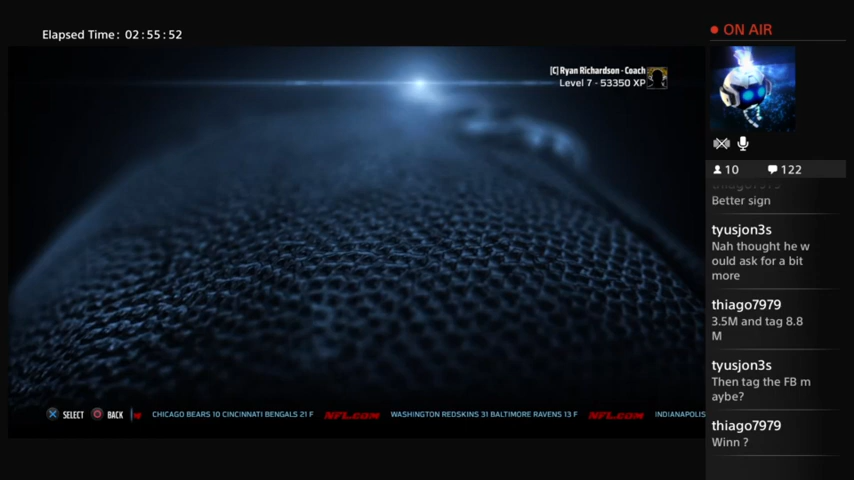 Elapsed Time: 02:55:52
ON AIR
[C] Ryan Richardson - Coach
Level 7 - 53350 XP
10 122
thiago7979
Better sign
tyusjon3s
Nah thought he w
ould ask for a bit
more
thiago7979
3.5M and tag 8.8
M
tyusjon3s
Then tag the FB m
aybe?
thiago7979
Winn ?
SELECT BACK CHICAGO BEARS 10 CINCINNATI BENGALS 21 F NFL.COM WASHINGTON REDSKINS 31 BALTIMORE RAVENS 13 F NFL.COM INDIANAPOLIS